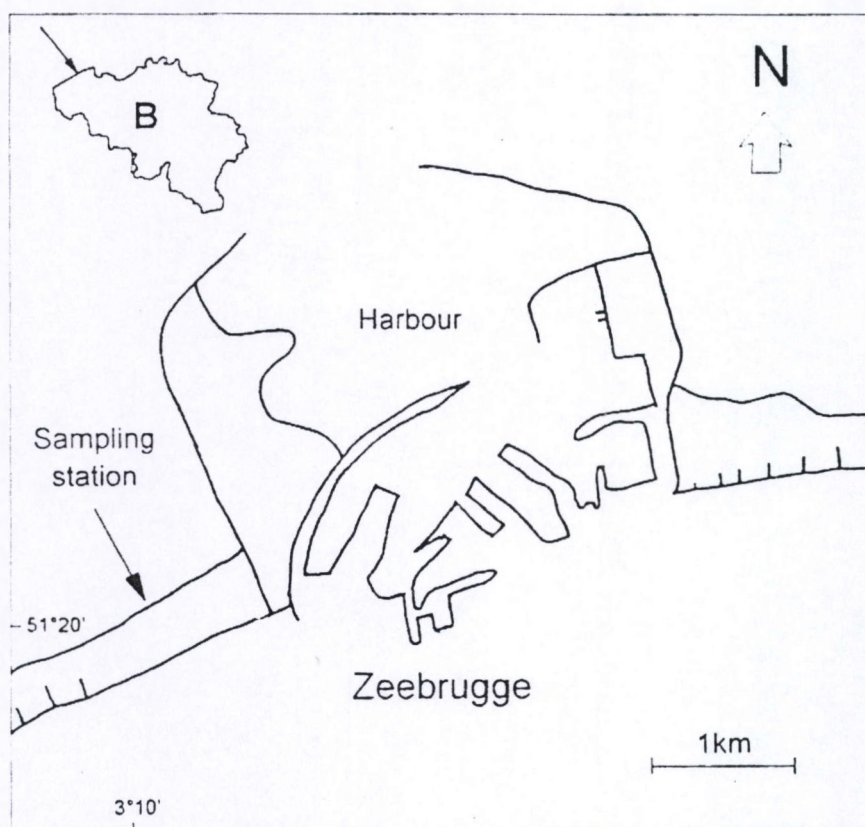 B
N
Harbour
Sampling
station
51°20'
Zeebrugge
1km
3°10'